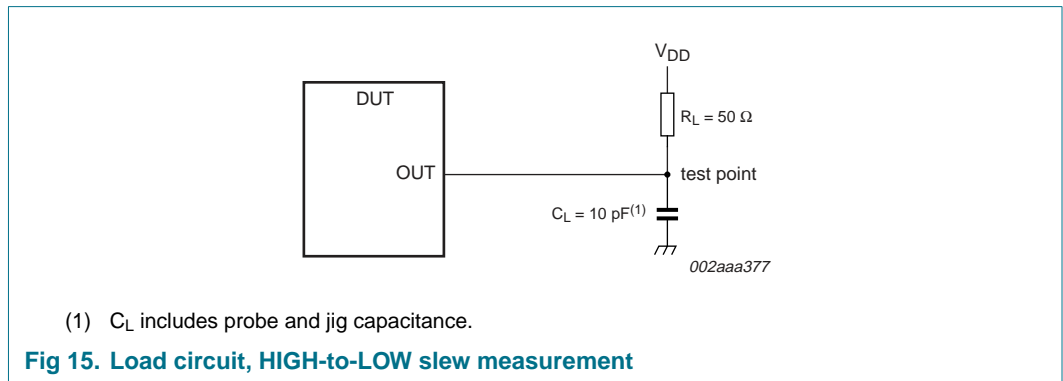 V_DD
DUT
R_L = 50 Ω
OUT
test point
C_L = 10 pF(1)
002aaa377
(1) C_L includes probe and jig capacitance.
Fig 15. Load circuit, HIGH-to-LOW slew measurement